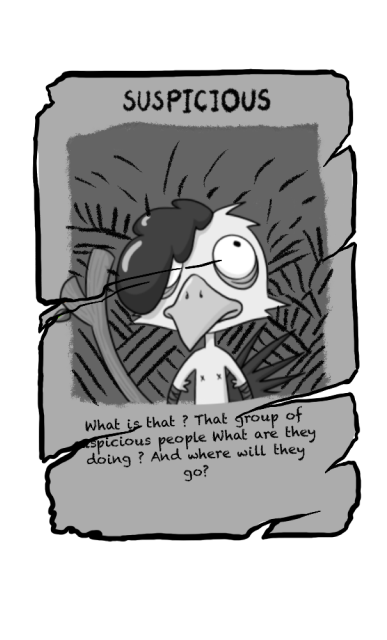 SUSPICIOUS
What is that ? That group of
suspicious people What are they
doing ? And where will they
go?